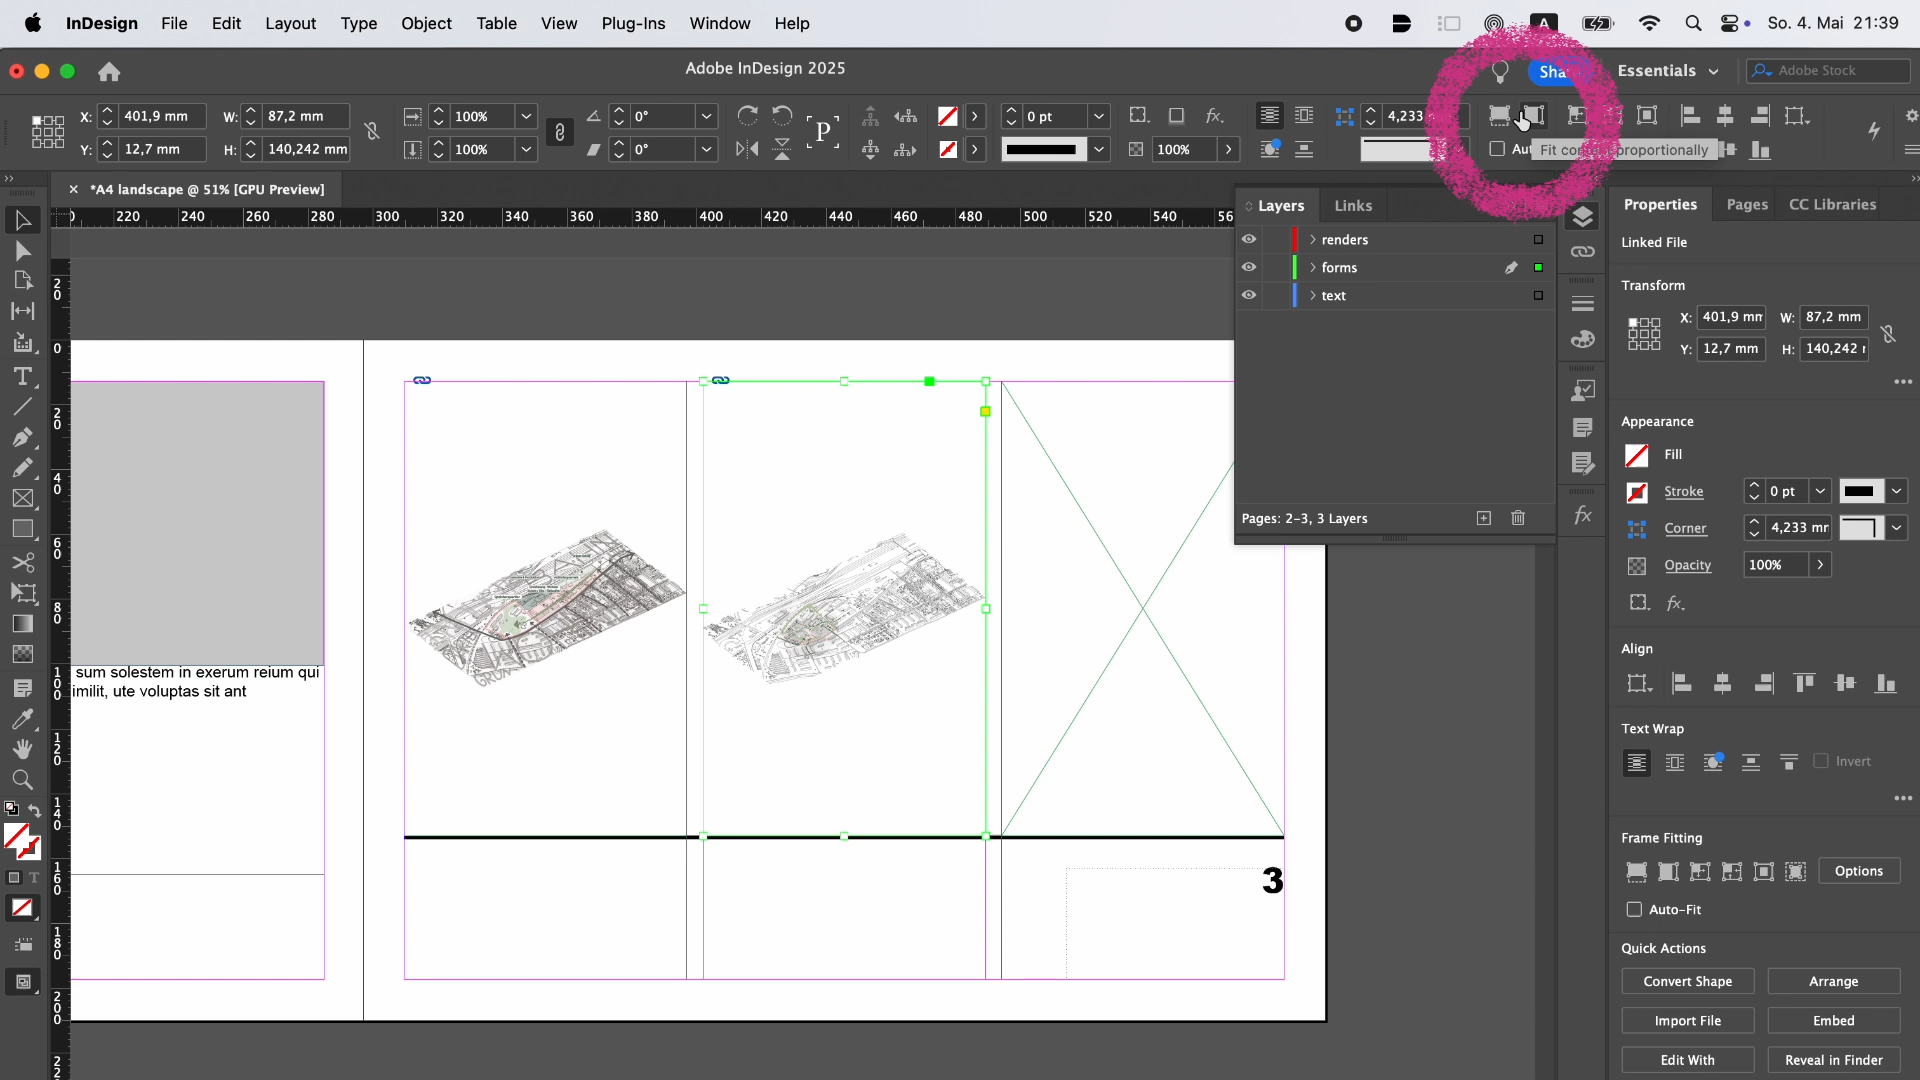 InDesign File Edit Layout Type Object Table View Plug-Ins Window Help So. 4. Mai 21:39
Adobe InDesign 2025 Essentials Adobe Stock
X: 401,9 mm W: 87,2 mm 100% 0° 0 pt 4,233
Y: 12,7 mm H: 140,242 mm 100% 0° P fx. 100%
Fit content proportionally
*A4 landscape @ 51% [GPU Preview]
220 240 260 280 300 320 340 360 380 400 420 440 460 480 500 520 540
Layers Links
renders
forms
text
Pages: 2-3, 3 Layers
sum solestem in exerum reium qui
imilit, ute voluptas sit ant
3
Properties Pages CC Libraries
Linked File
Transform
X: 401,9 mm W: 87,2 mm
Y: 12,7 mm H: 140,242
Appearance
Fill
Stroke 0 pt
Corner 4,233
Opacity 100%
fx.
Align
Text Wrap
Invert
Frame Fitting
Options
Auto-Fit
Quick Actions
Convert Shape Arrange
Import File Embed
Edit With Reveal in Finder